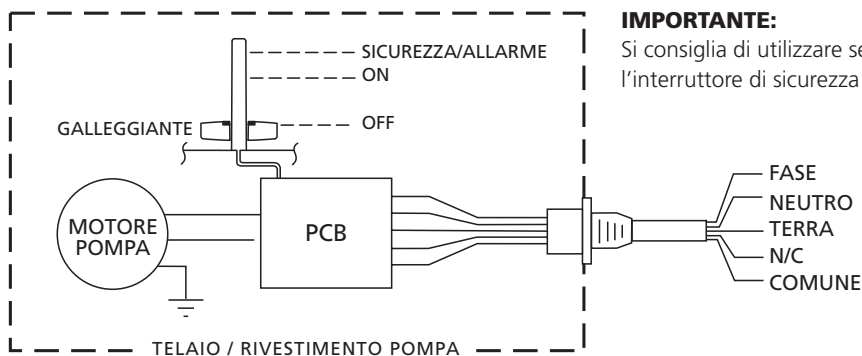 IMPORTANTE:
Si consiglia di utilizzare
l'interruttore di sicurezza
SICUREZZA/ALLARME
ON
GALLEGGIANTE
OFF
MOTORE
POMPA
PCB
FASE
NEUTRO
TERRA
N/C
COMUNE
TELAIO / RIVESTIMENTO POMPA